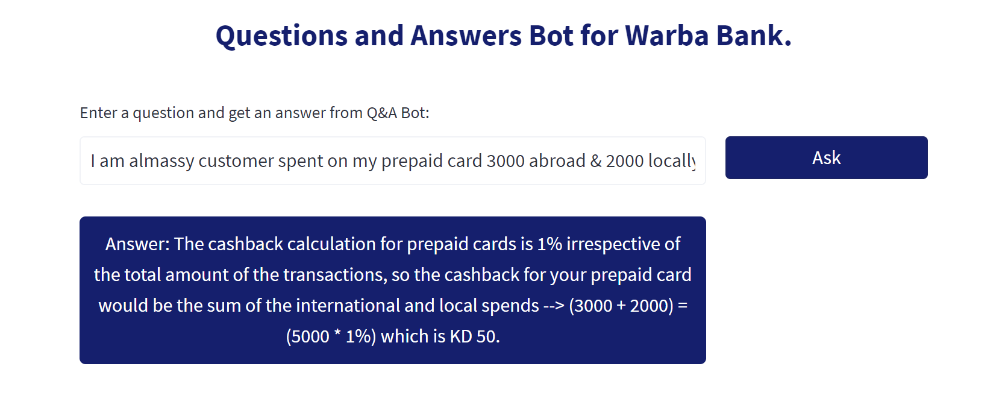 Questions and Answers Bot for Warba Bank.
Enter a question and get an answer from Q&A Bot:
I am almassy customer spent on my prepaid card 3000 abroad & 2000 locally
Ask
Answer: The cashback calculation for prepaid cards is 1% irrespective of
the total amount of the transactions, so the cashback for your prepaid card
would be the sum of the international and local spends --> (3000 + 2000) =
(5000 * 1%) which is KD 50.